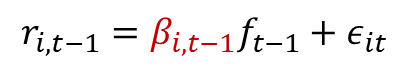 r_{i,t−1} = β_{i,t−1} f_{t−1} + ϵ_{it}